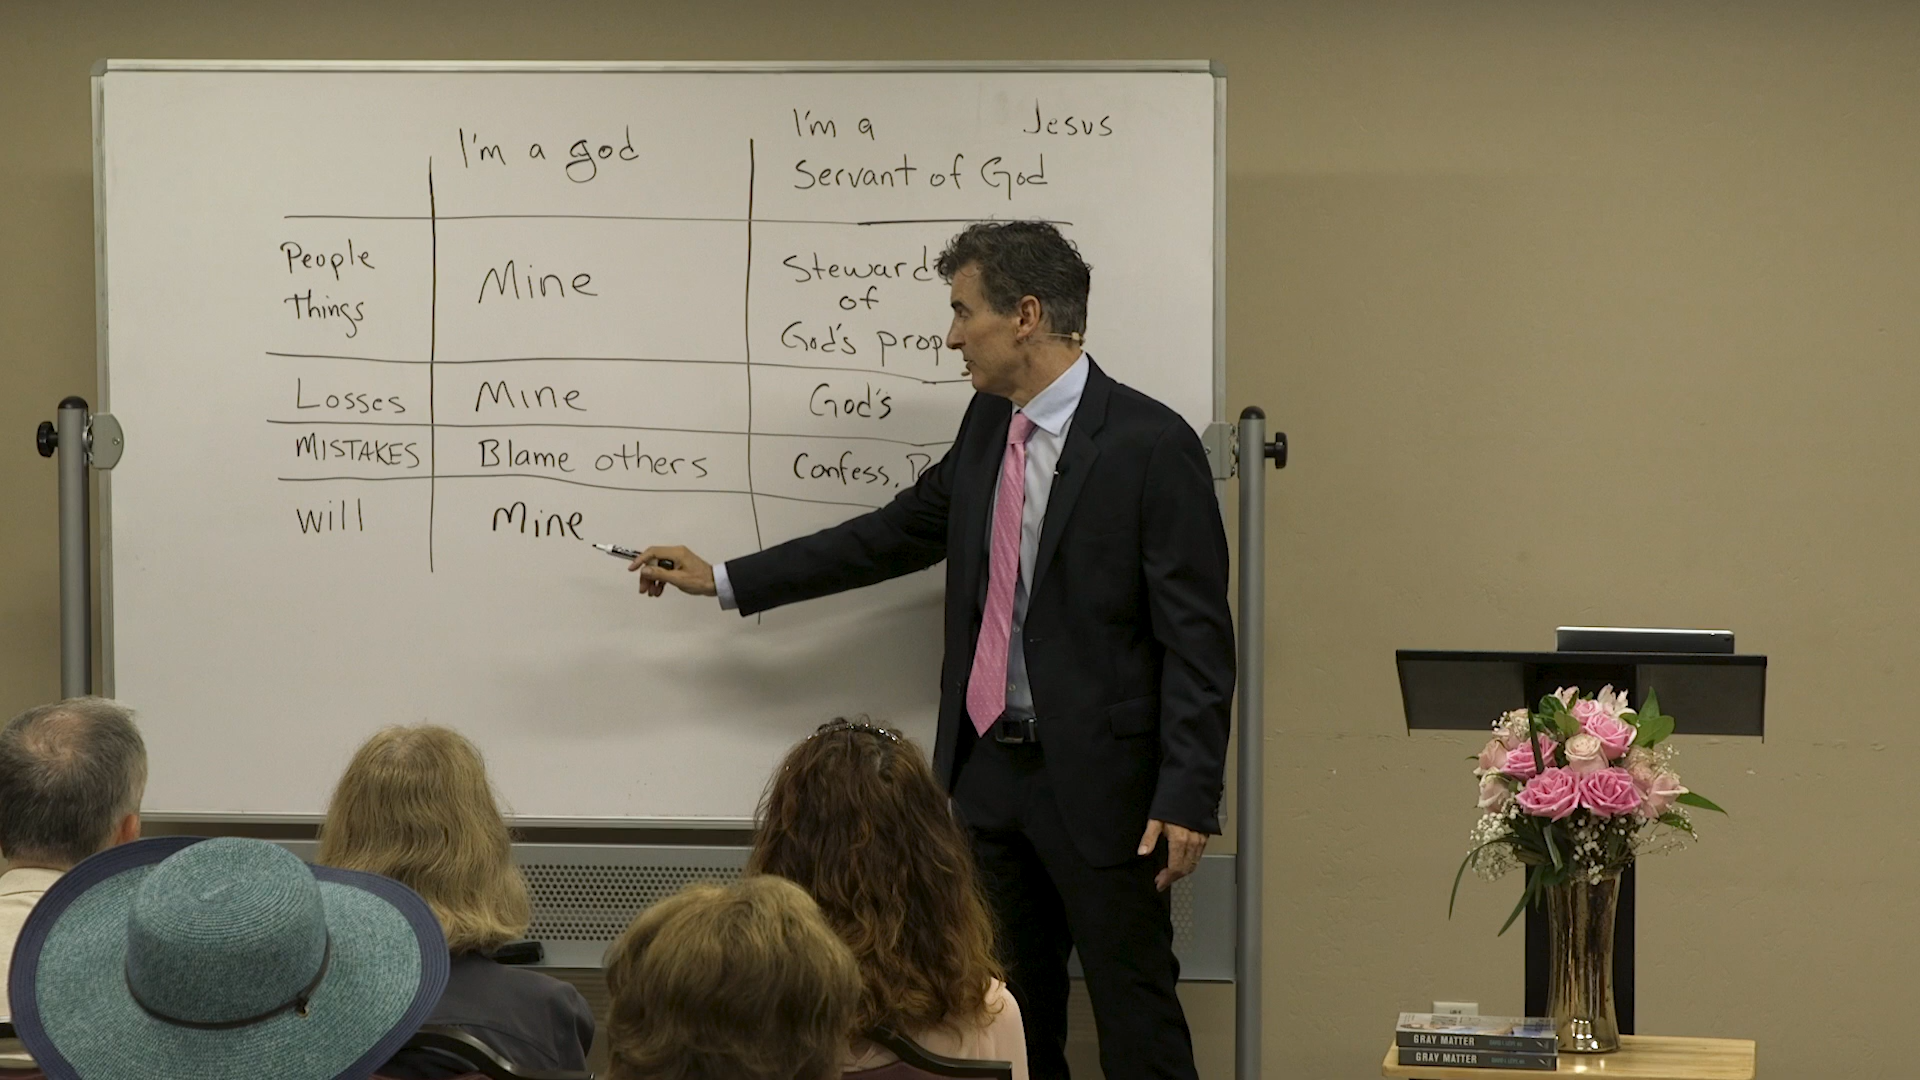 I'm a god
I'm a
Servant of God
Jesus
People
Things
Mine
Steward
of
God's prop
Losses
Mine
God's
MISTAKES
Blame others
Confess,
Will
Mine
GRAY MATTER
GRAY MATTER